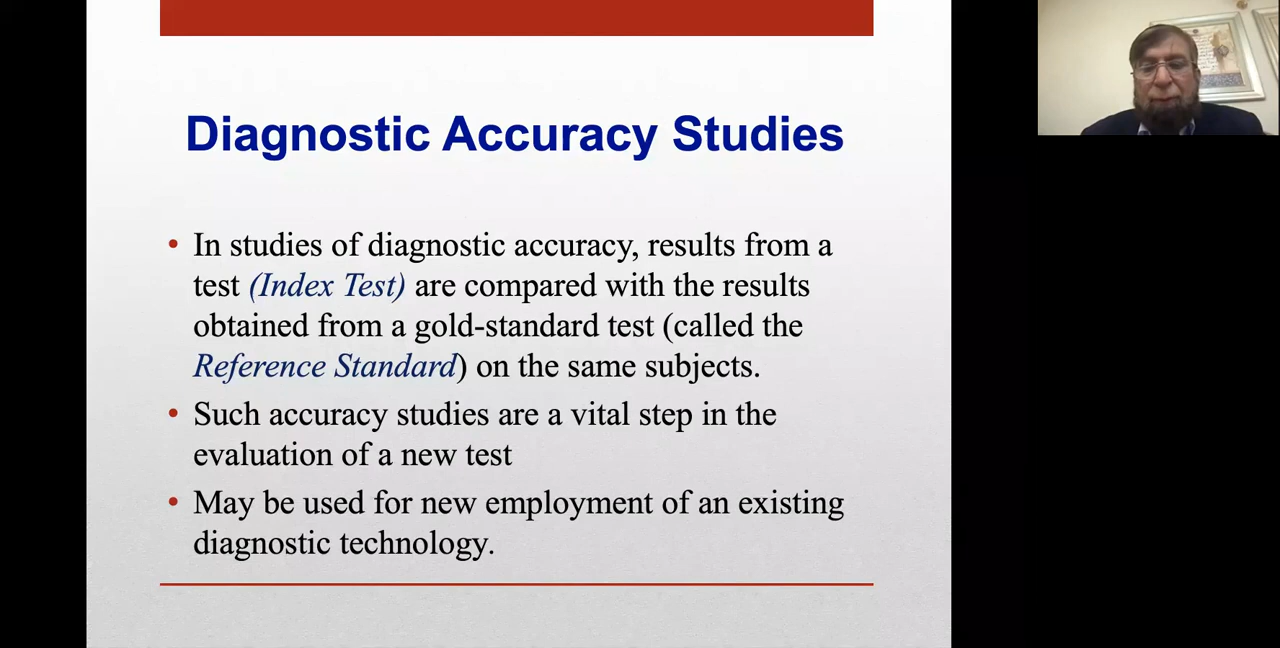 Diagnostic Accuracy Studies
• In studies of diagnostic accuracy, results from a
test (Index Test) are compared with the results
obtained from a gold-standard test (called the
Reference Standard) on the same subjects.
• Such accuracy studies are a vital step in the
evaluation of a new test
• May be used for new employment of an existing
diagnostic technology.